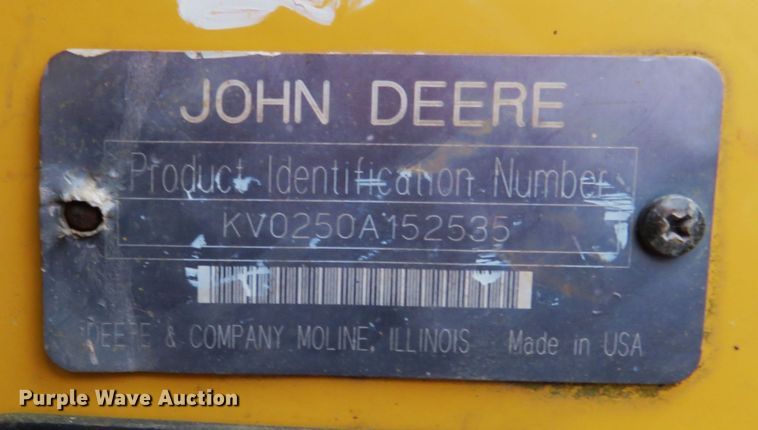 JOHN DEERE
Product Identification Number
KV0250A152535
DEERE & COMPANY MOLINE, ILLINOIS Made in USA
Purple Wave Auction